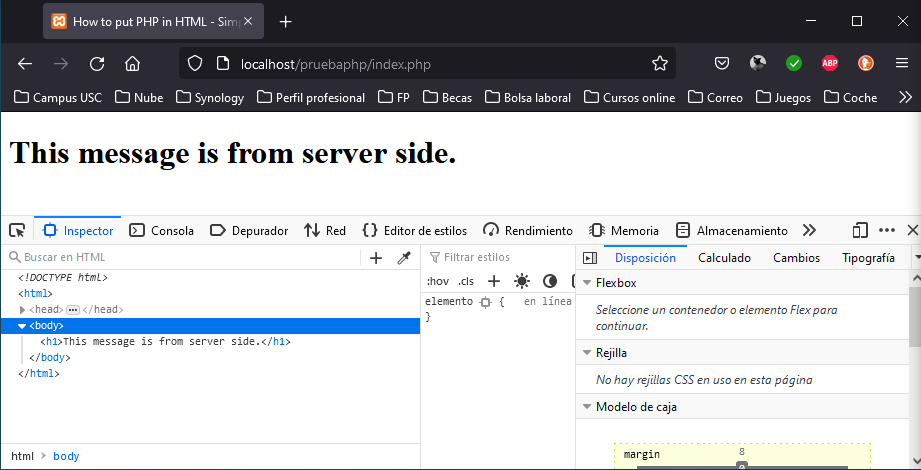 How to put PHP in HTML - Simp
localhost/pruebaphp/index.php
ABP
Campus USC Nube Synology Perfil profesional FP Becas Bolsa laboral Cursos online Correo Juegos Coche
This message is from server side.
Inspector Consola Depurador Red Editor de estilos Rendimiento Memoria Almacenamiento
Buscar en HTML
Filtrar estilos
Disposición Calculado Cambios Tipografía
<!DOCTYPE html>
<html>
<head> </head>
<body>
<h1>This message is from server side.</h1>
</body>
</html>
:hov .cls
elemento { en línea
}
Flexbox
Seleccione un contenedor o elemento Flex para
continuar.
Rejilla
No hay rejillas CSS en uso en esta página
Modelo de caja
margin 8
html > body